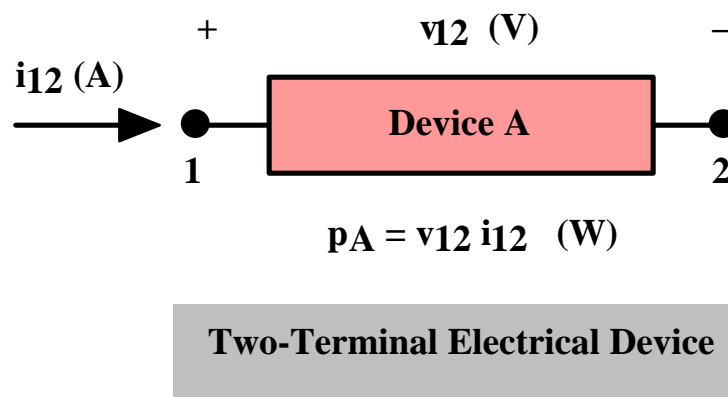 + v12 (V) –
i12 (A)
Device A
1 2
pA = v12 i12 (W)
Two-Terminal Electrical Device